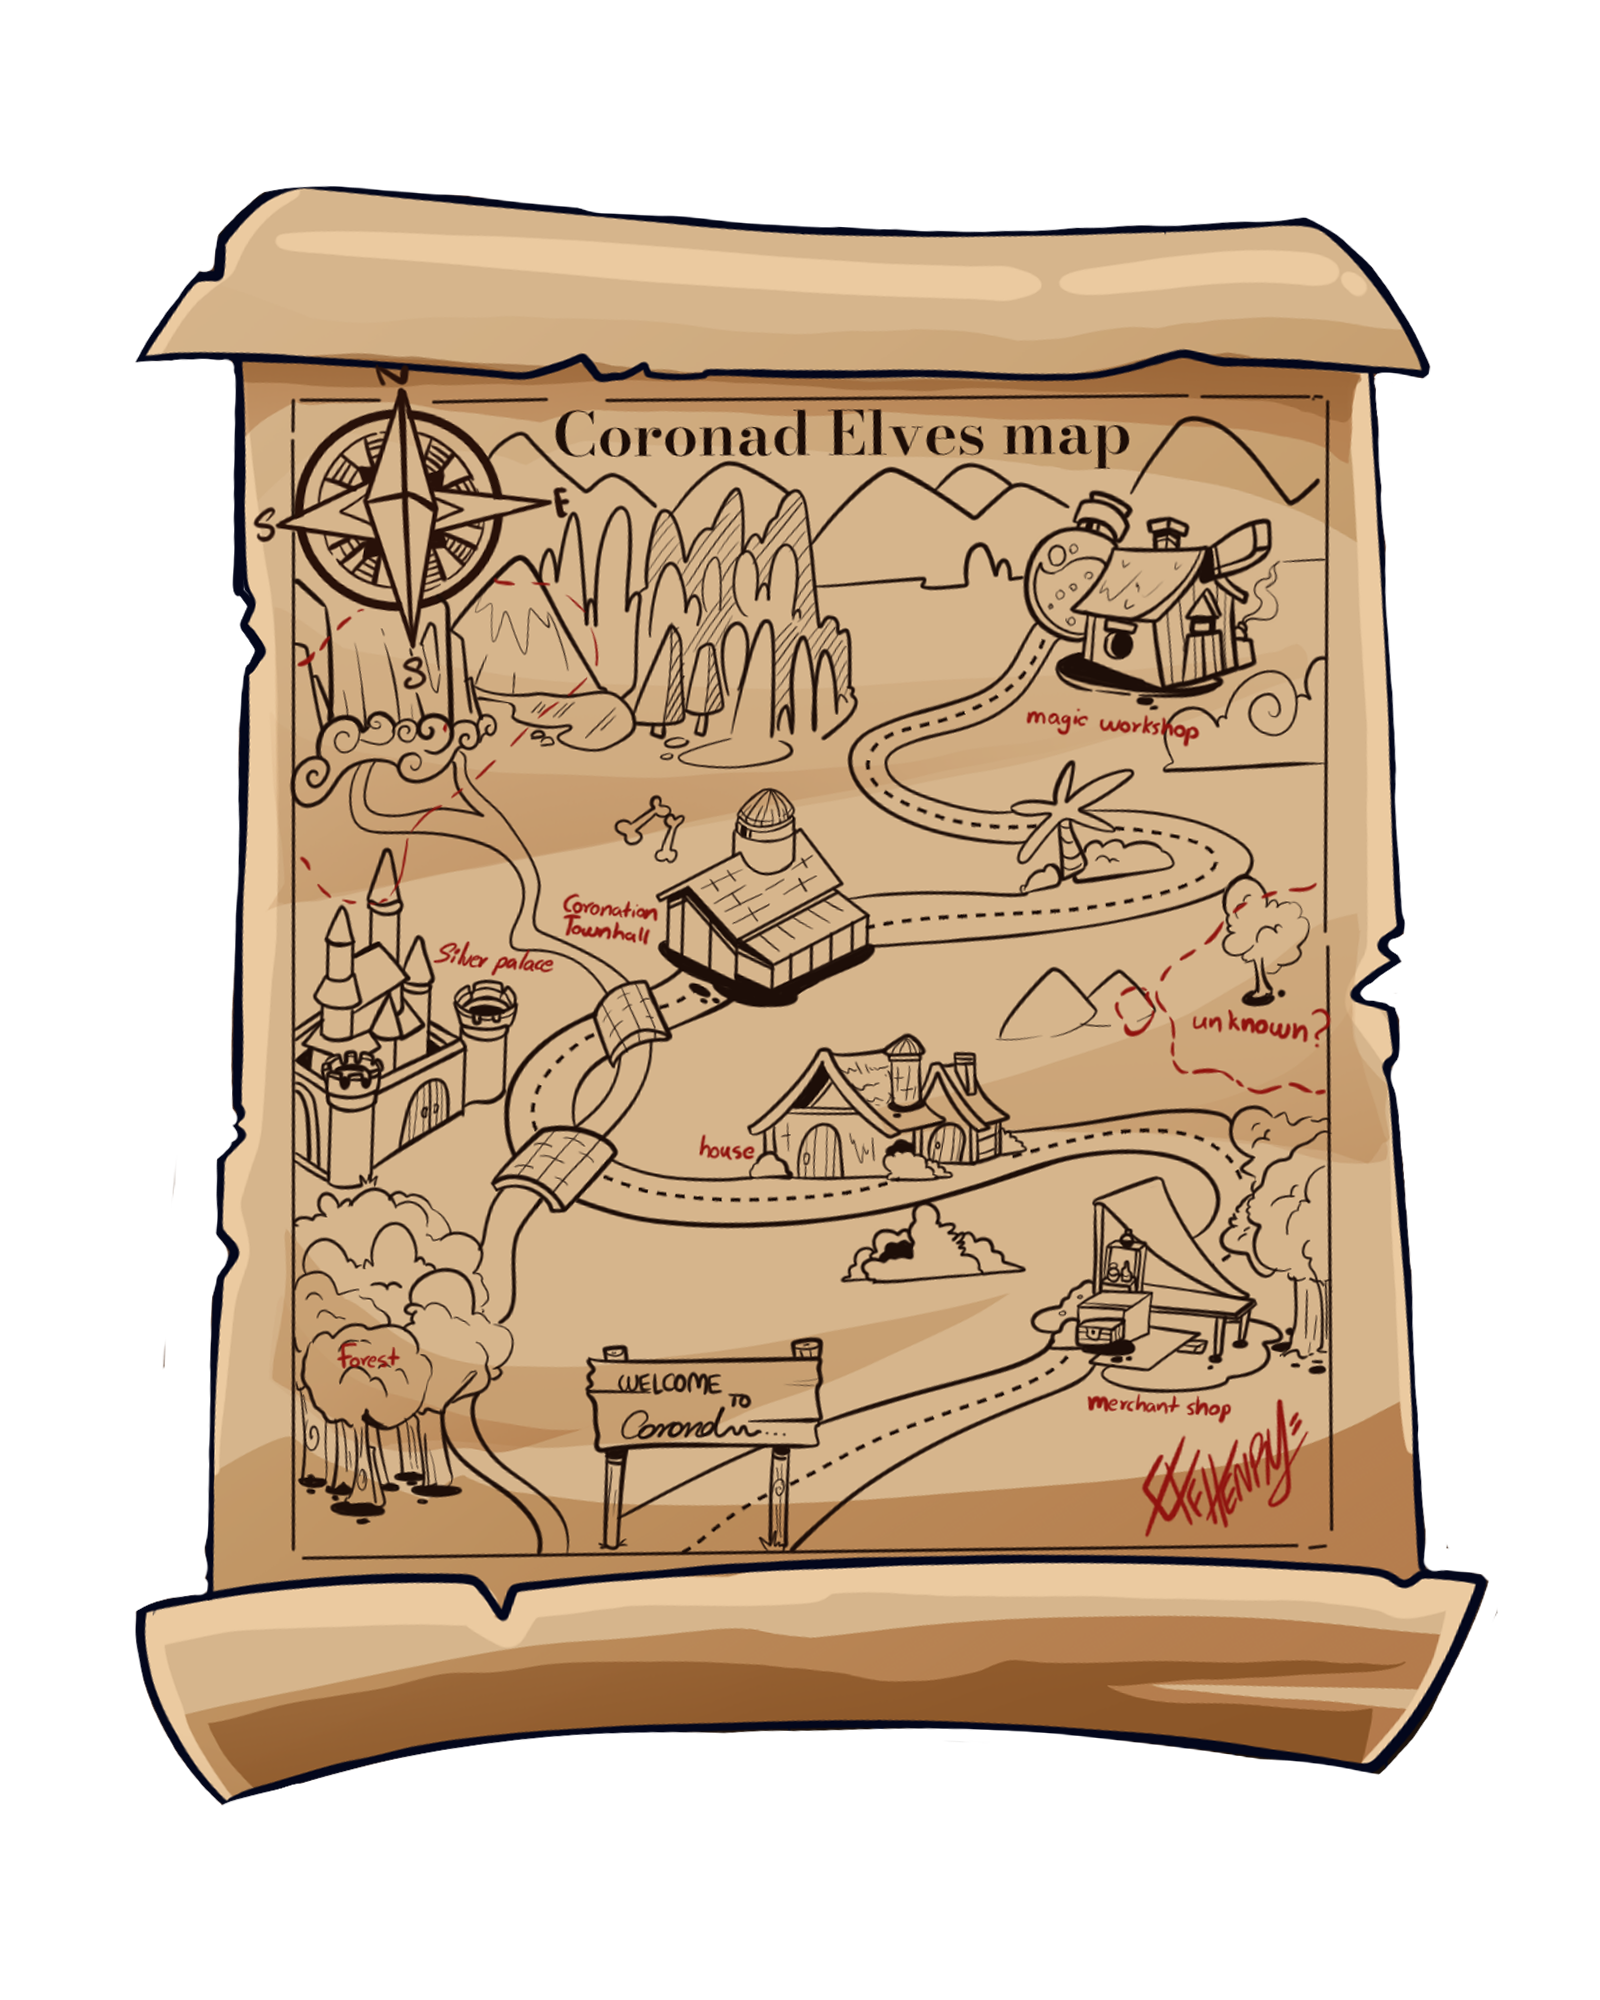 N
Coronad Elves map
S
E
S
magic workshop
Coronation
Townhall
Silver palace
unknown?
house
Forest
WELCOME
TO
merchant shop